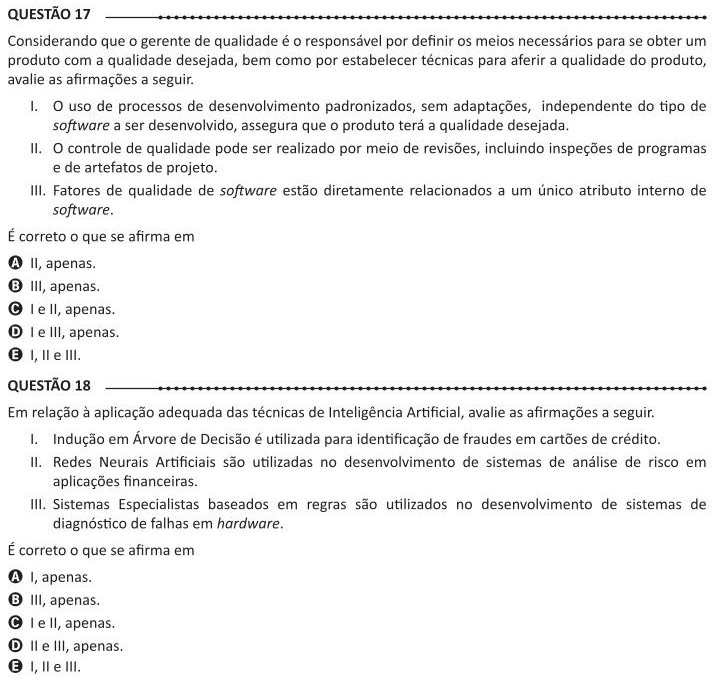 QUESTÃO 17
Considerando que o gerente de qualidade é o responsável por definir os meios necessários para se obter um
produto com a qualidade desejada, bem como por estabelecer técnicas para aferir a qualidade do produto,
avalie as afirmações a seguir.
I. O uso de processos de desenvolvimento padronizados, sem adaptações, independente do tipo de
software a ser desenvolvido, assegura que o produto terá a qualidade desejada.
II. O controle de qualidade pode ser realizado por meio de revisões, incluindo inspeções de programas
e de artefatos de projeto.
III. Fatores de qualidade de software estão diretamente relacionados a um único atributo interno de
software.
É correto o que se afirma em
A II, apenas.
B III, apenas.
C I e II, apenas.
D I e III, apenas.
E I, II e III.
QUESTÃO 18
Em relação à aplicação adequada das técnicas de Inteligência Artificial, avalie as afirmações a seguir.
I. Indução em Árvore de Decisão é utilizada para identificação de fraudes em cartões de crédito.
II. Redes Neurais Artificiais são utilizadas no desenvolvimento de sistemas de análise de risco em
aplicações financeiras.
III. Sistemas Especialistas baseados em regras são utilizados no desenvolvimento de sistemas de
diagnóstico de falhas em hardware.
É correto o que se afirma em
A I, apenas.
B III, apenas.
C I e II, apenas.
D II e III, apenas.
E I, II e III.